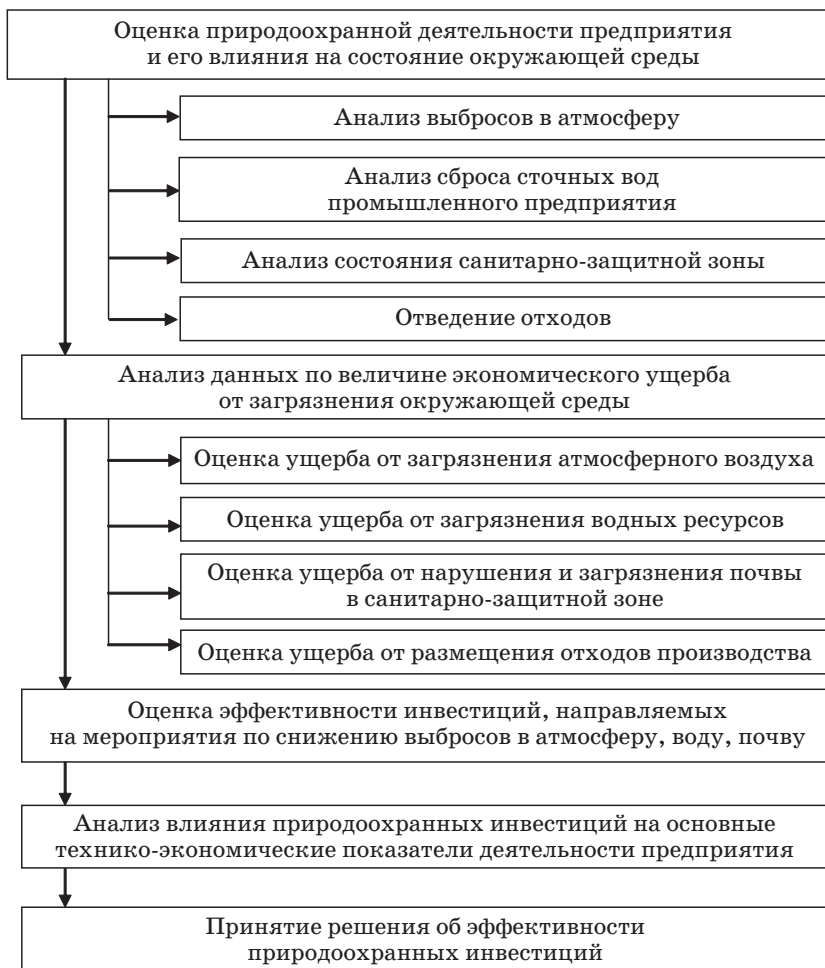 Оценка природоохранной деятельности предприятия
и его влияния на состояние окружающей среды
Анализ выбросов в атмосферу
Анализ сброса сточных вод
промышленного предприятия
Анализ состояния санитарно-защитной зоны
Отведение отходов
Анализ данных по величине экономического ущерба
от загрязнения окружающей среды
Оценка ущерба от загрязнения атмосферного воздуха
Оценка ущерба от загрязнения водных ресурсов
Оценка ущерба от нарушения и загрязнения почвы
в санитарно-защитной зоне
Оценка ущерба от размещения отходов производства
Оценка эффективности инвестиций, направляемых
на мероприятия по снижению выбросов в атмосферу, воду, почву
Анализ влияния природоохранных инвестиций на основные
технико-экономические показатели деятельности предприятия
Принятие решения об эффективности
природоохранных инвестиций